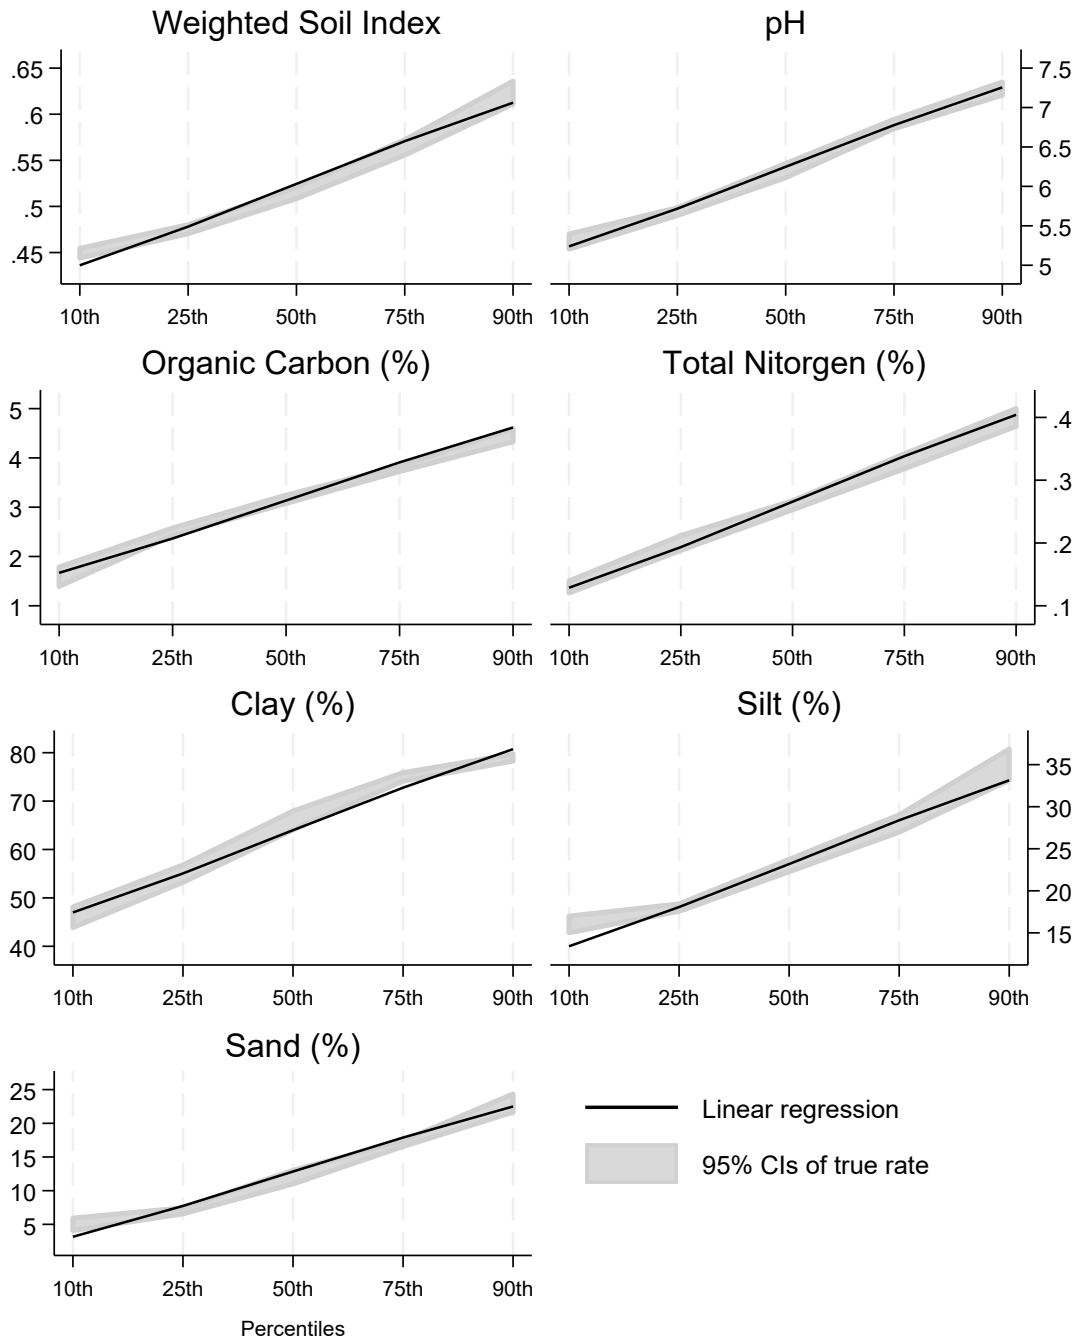 Weighted Soil Index
pH
.65
.6
.55
.5
.45
7.5
7
6.5
6
5.5
5
10th 25th 50th 75th 90th
10th 25th 50th 75th 90th
Organic Carbon (%)
Total Nitorgen (%)
5
4
3
2
1
.4
.3
.2
.1
10th 25th 50th 75th 90th
10th 25th 50th 75th 90th
Clay (%)
Silt (%)
80
70
60
50
40
35
30
25
20
15
10th 25th 50th 75th 90th
10th 25th 50th 75th 90th
Sand (%)
25
20
15
10
5
10th 25th 50th 75th 90th
Percentiles
Linear regression
95% CIs of true rate